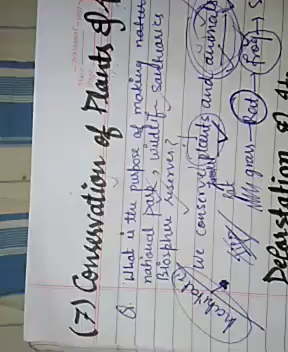 (7) Conservation of Plants &
Q. What is the purpose of making
national park, wildlife sanctuaries
Biosphere reserves?
We conserve plants and animals
habitat
grass - Rat - frog -
Deforestation &